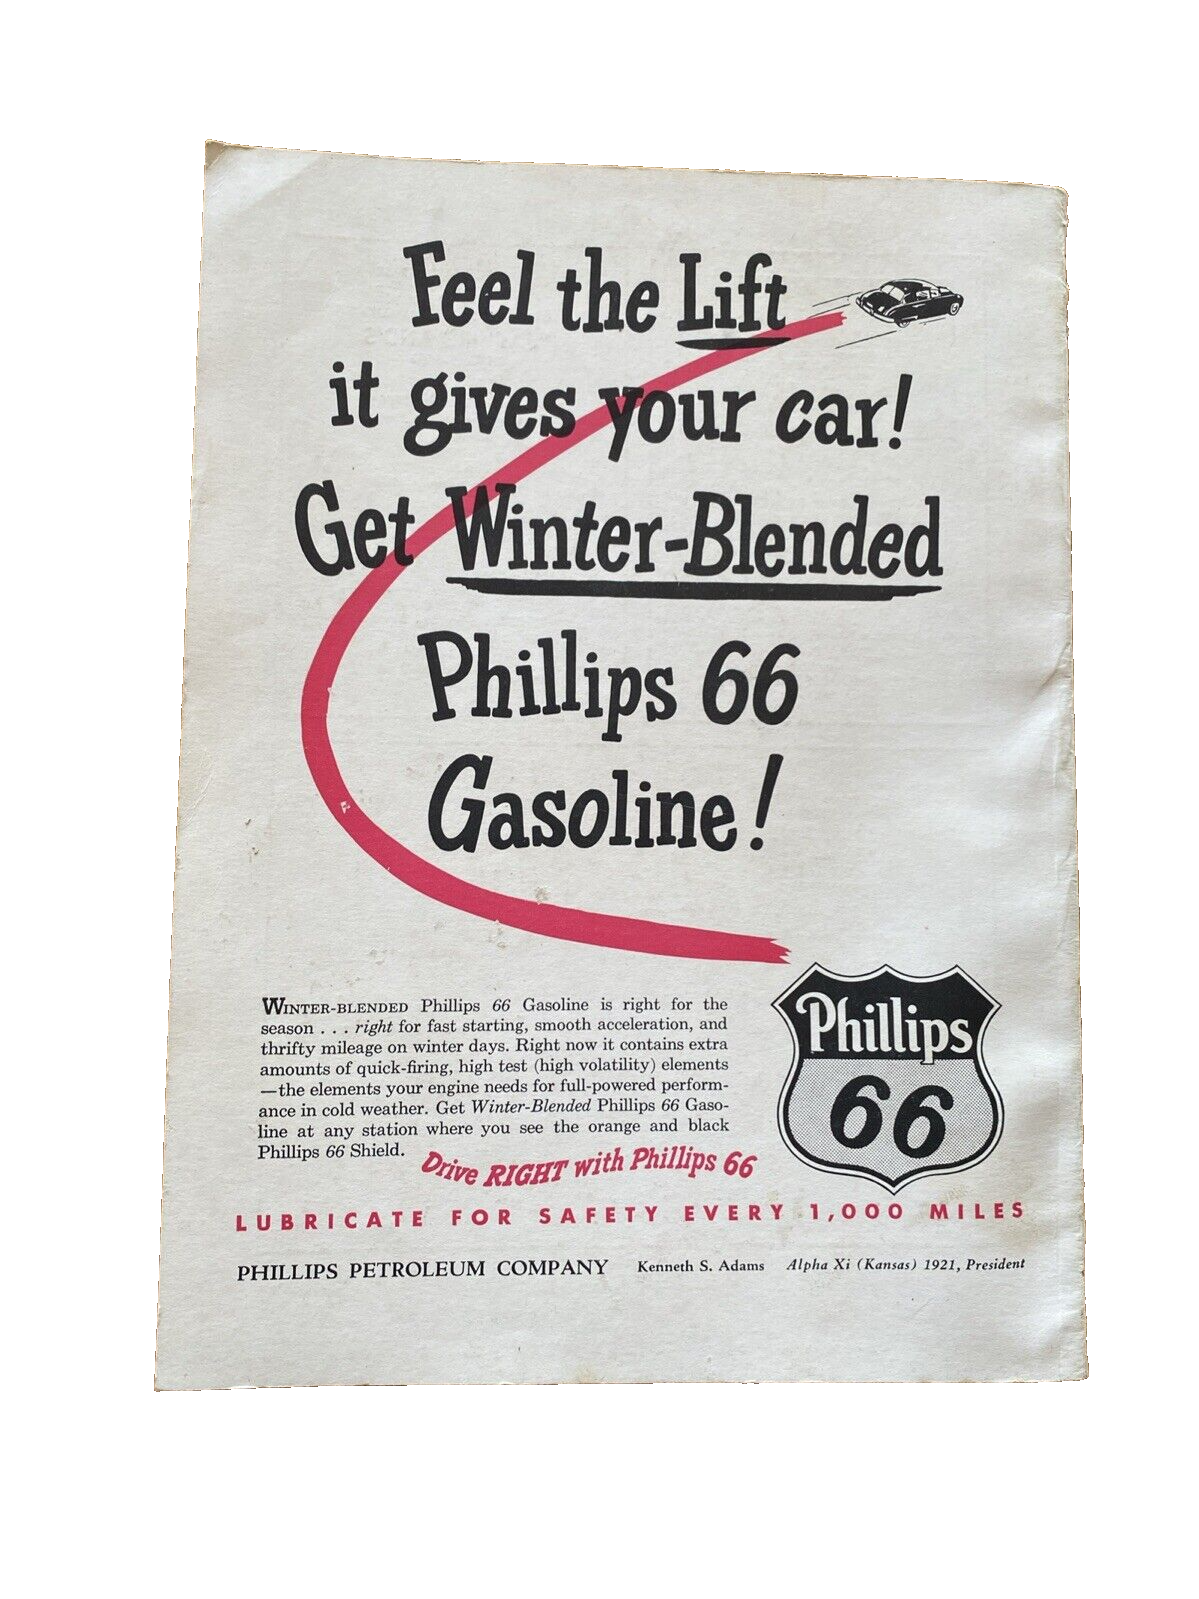 Feel the Lift
it gives your car!
Get Winter-Blended
Phillips 66
Gasoline!
WINTER-BLENDED Phillips 66 Gasoline is right for the
season . . . right for fast starting, smooth acceleration, and
thrifty mileage on winter days. Right now it contains extra
amounts of quick-firing, high test (high volatility) elements
—the elements your engine needs for full-powered perform-
ance in cold weather. Get Winter-Blended Phillips 66 Gaso-
line at any station where you see the orange and black
Phillips 66 Shield.
Drive RIGHT with Phillips 66
Phillips
66
LUBRICATE FOR SAFETY EVERY 1,000 MILES
PHILLIPS PETROLEUM COMPANY Kenneth S. Adams Alpha Xi (Kansas) 1921, President